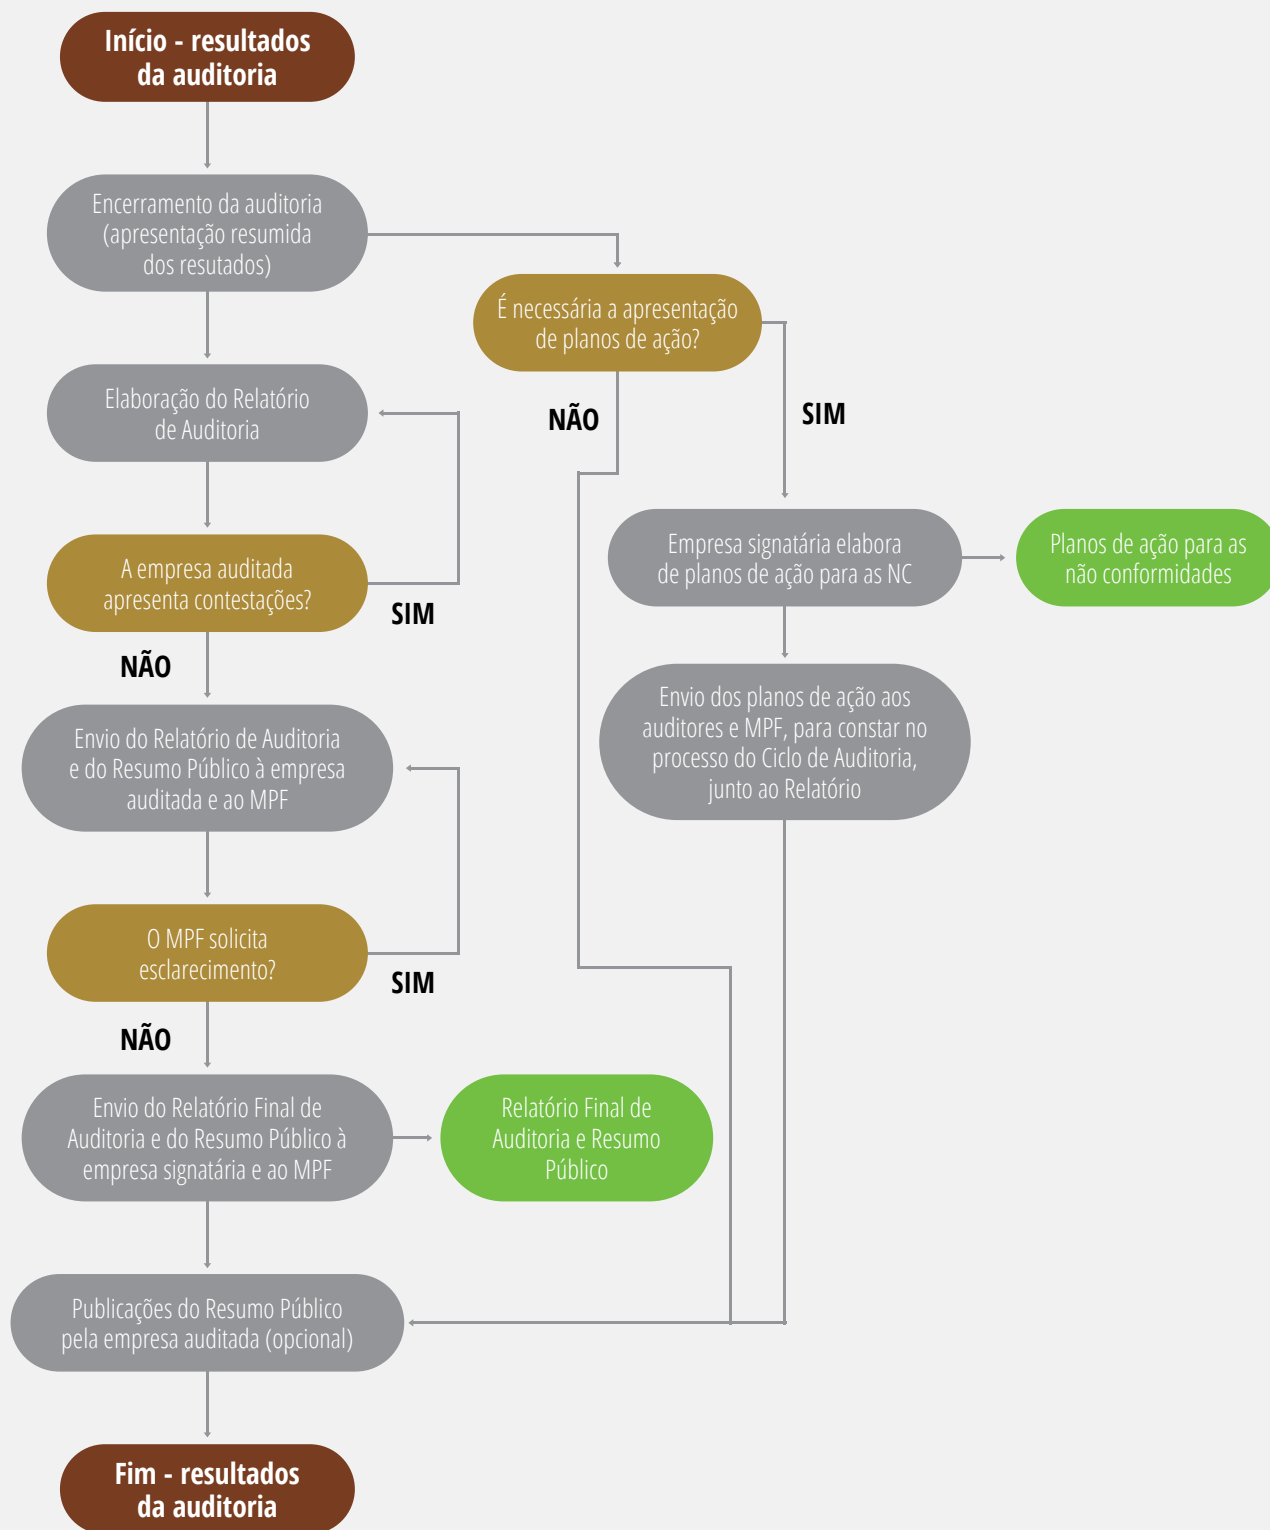 Início - resultados
da auditoria
Encerramento da auditoria
(apresentação resumida
dos resutados)
É necessária a apresentação
de planos de ação?
Elaboração do Relatório
de Auditoria
NÃO
SIM
Empresa signatária elabora
de planos de ação para as NC
Planos de ação para as
não conformidades
A empresa auditada
apresenta contestações?
SIM
NÃO
Envio dos planos de ação aos
auditores e MPF, para constar no
processo do Ciclo de Auditoria,
junto ao Relatório
Envio do Relatório de Auditoria
e do Resumo Público à empresa
auditada e ao MPF
O MPF solicita
esclarecimento?
SIM
NÃO
Envio do Relatório Final de
Auditoria e do Resumo Público à
empresa signatária e ao MPF
Relatório Final de
Auditoria e Resumo
Público
Publicações do Resumo Público
pela empresa auditada (opcional)
Fim - resultados
da auditoria